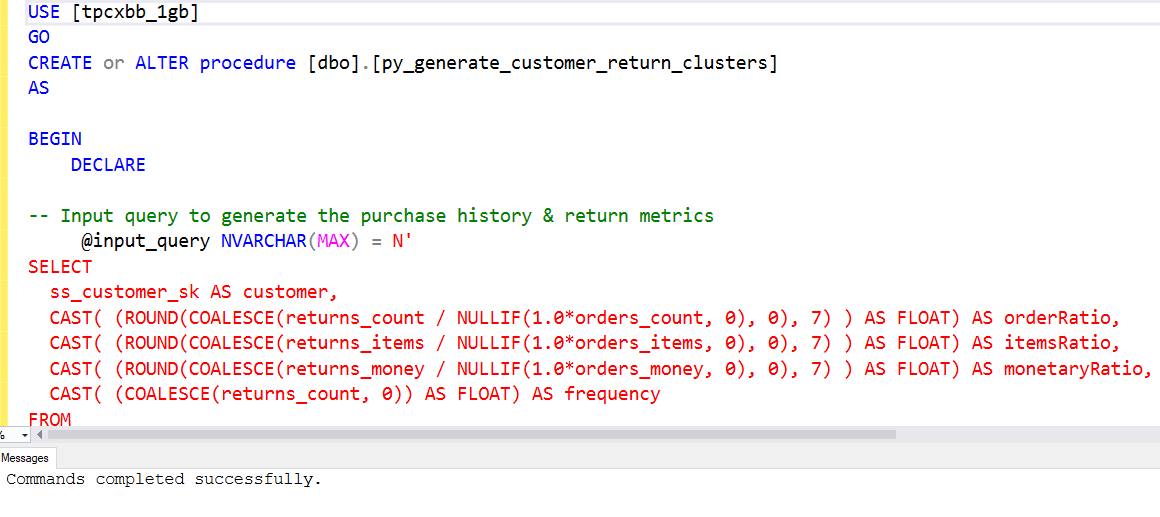 USE [tpcxbb_1gb]
GO
CREATE or ALTER procedure [dbo].[py_generate_customer_return_clusters]
AS
BEGIN
DECLARE
-- Input query to generate the purchase history & return metrics
@input_query NVARCHAR(MAX) = N'
SELECT
ss_customer_sk AS customer,
CAST( (ROUND(COALESCE(returns_count / NULLIF(1.0*orders_count, 0), 0), 7) ) AS FLOAT) AS orderRatio,
CAST( (ROUND(COALESCE(returns_items / NULLIF(1.0*orders_items, 0), 0), 7) ) AS FLOAT) AS itemsRatio,
CAST( (ROUND(COALESCE(returns_money / NULLIF(1.0*orders_money, 0), 0), 7) ) AS FLOAT) AS monetaryRatio,
CAST( (COALESCE(returns_count, 0)) AS FLOAT) AS frequency
FROM
%
Messages
Commands completed successfully.